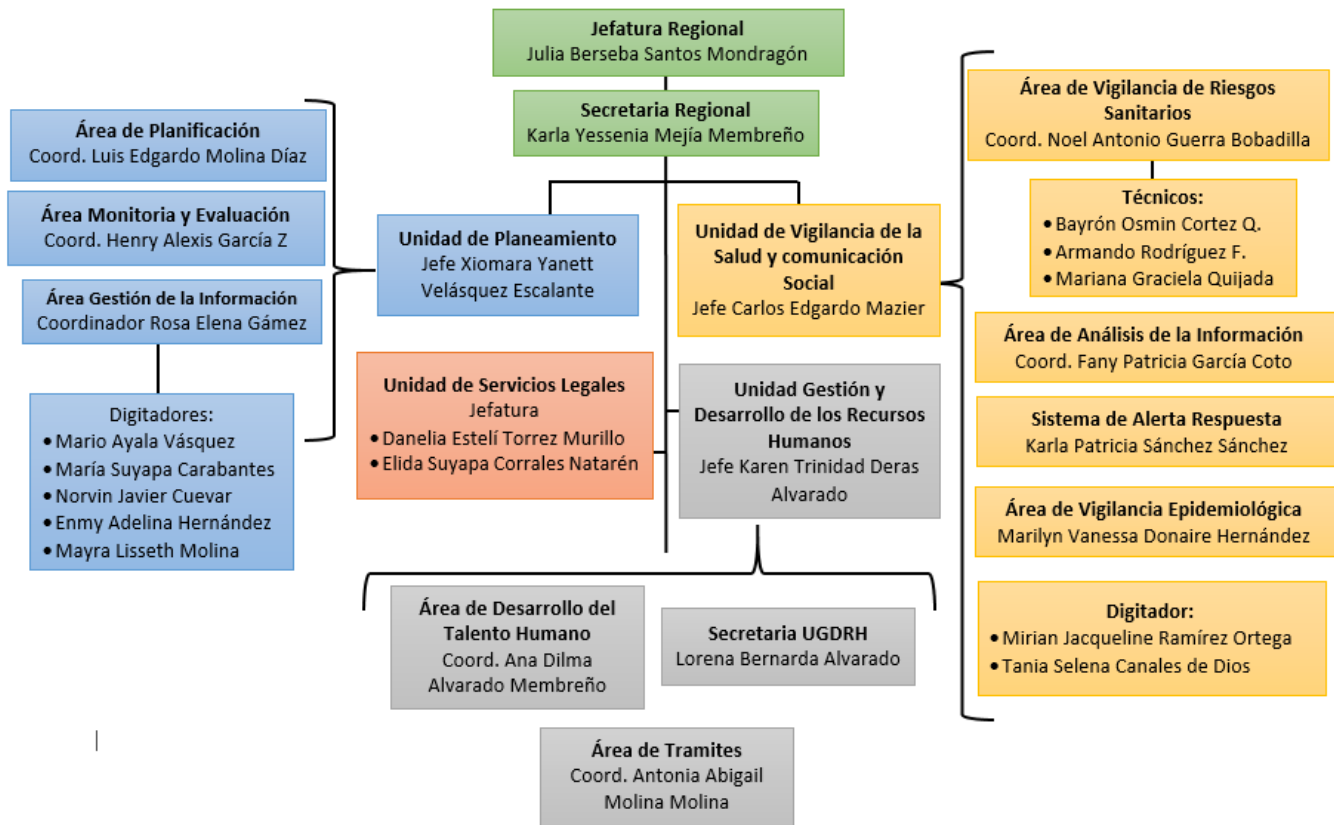 Jefatura Regional
Julia Berseba Santos Mondragón
Secretaria Regional
Karla Yessenia Mejía Membreño
Área de Planificación
Coord. Luis Edgardo Molina Díaz
Área Monitoria y Evaluación
Coord. Henry Alexis García Z
Área Gestión de la Información
Coordinador Rosa Elena Gámez
Digitadores:
• Mario Ayala Vásquez
• María Suyapa Carabantes
• Norvin Javier Cuevar
• Enmy Adelina Hernández
• Mayra Lisseth Molina
Unidad de Planeamiento
Jefe Xiomara Yanett
Velásquez Escalante
Unidad de Vigilancia de la
Salud y comunicación
Social
Jefe Carlos Edgardo Mazier
Unidad de Servicios Legales
Jefatura
• Danelia Estelí Torrez Murillo
• Elida Suyapa Corrales Natarén
Unidad Gestión y
Desarrollo de los Recursos
Humanos
Jefe Karen Trinidad Deras
Alvarado
Área de Desarrollo del
Talento Humano
Coord. Ana Dilma
Alvarado Membreño
Secretaria UGDRH
Lorena Bernarda Alvarado
Área de Tramites
Coord. Antonia Abigail
Molina Molina
Área de Vigilancia de Riesgos
Sanitarios
Coord. Noel Antonio Guerra Bobadilla
Técnicos:
• Bayrón Osmin Cortez Q.
• Armando Rodríguez F.
• Mariana Graciela Quijada
Área de Análisis de la Información
Coord. Fany Patricia García Coto
Sistema de Alerta Respuesta
Karla Patricia Sánchez Sánchez
Área de Vigilancia Epidemiológica
Marilyn Vanessa Donaire Hernández
Digitador:
• Mirian Jacqueline Ramírez Ortega
• Tania Selena Canales de Dios